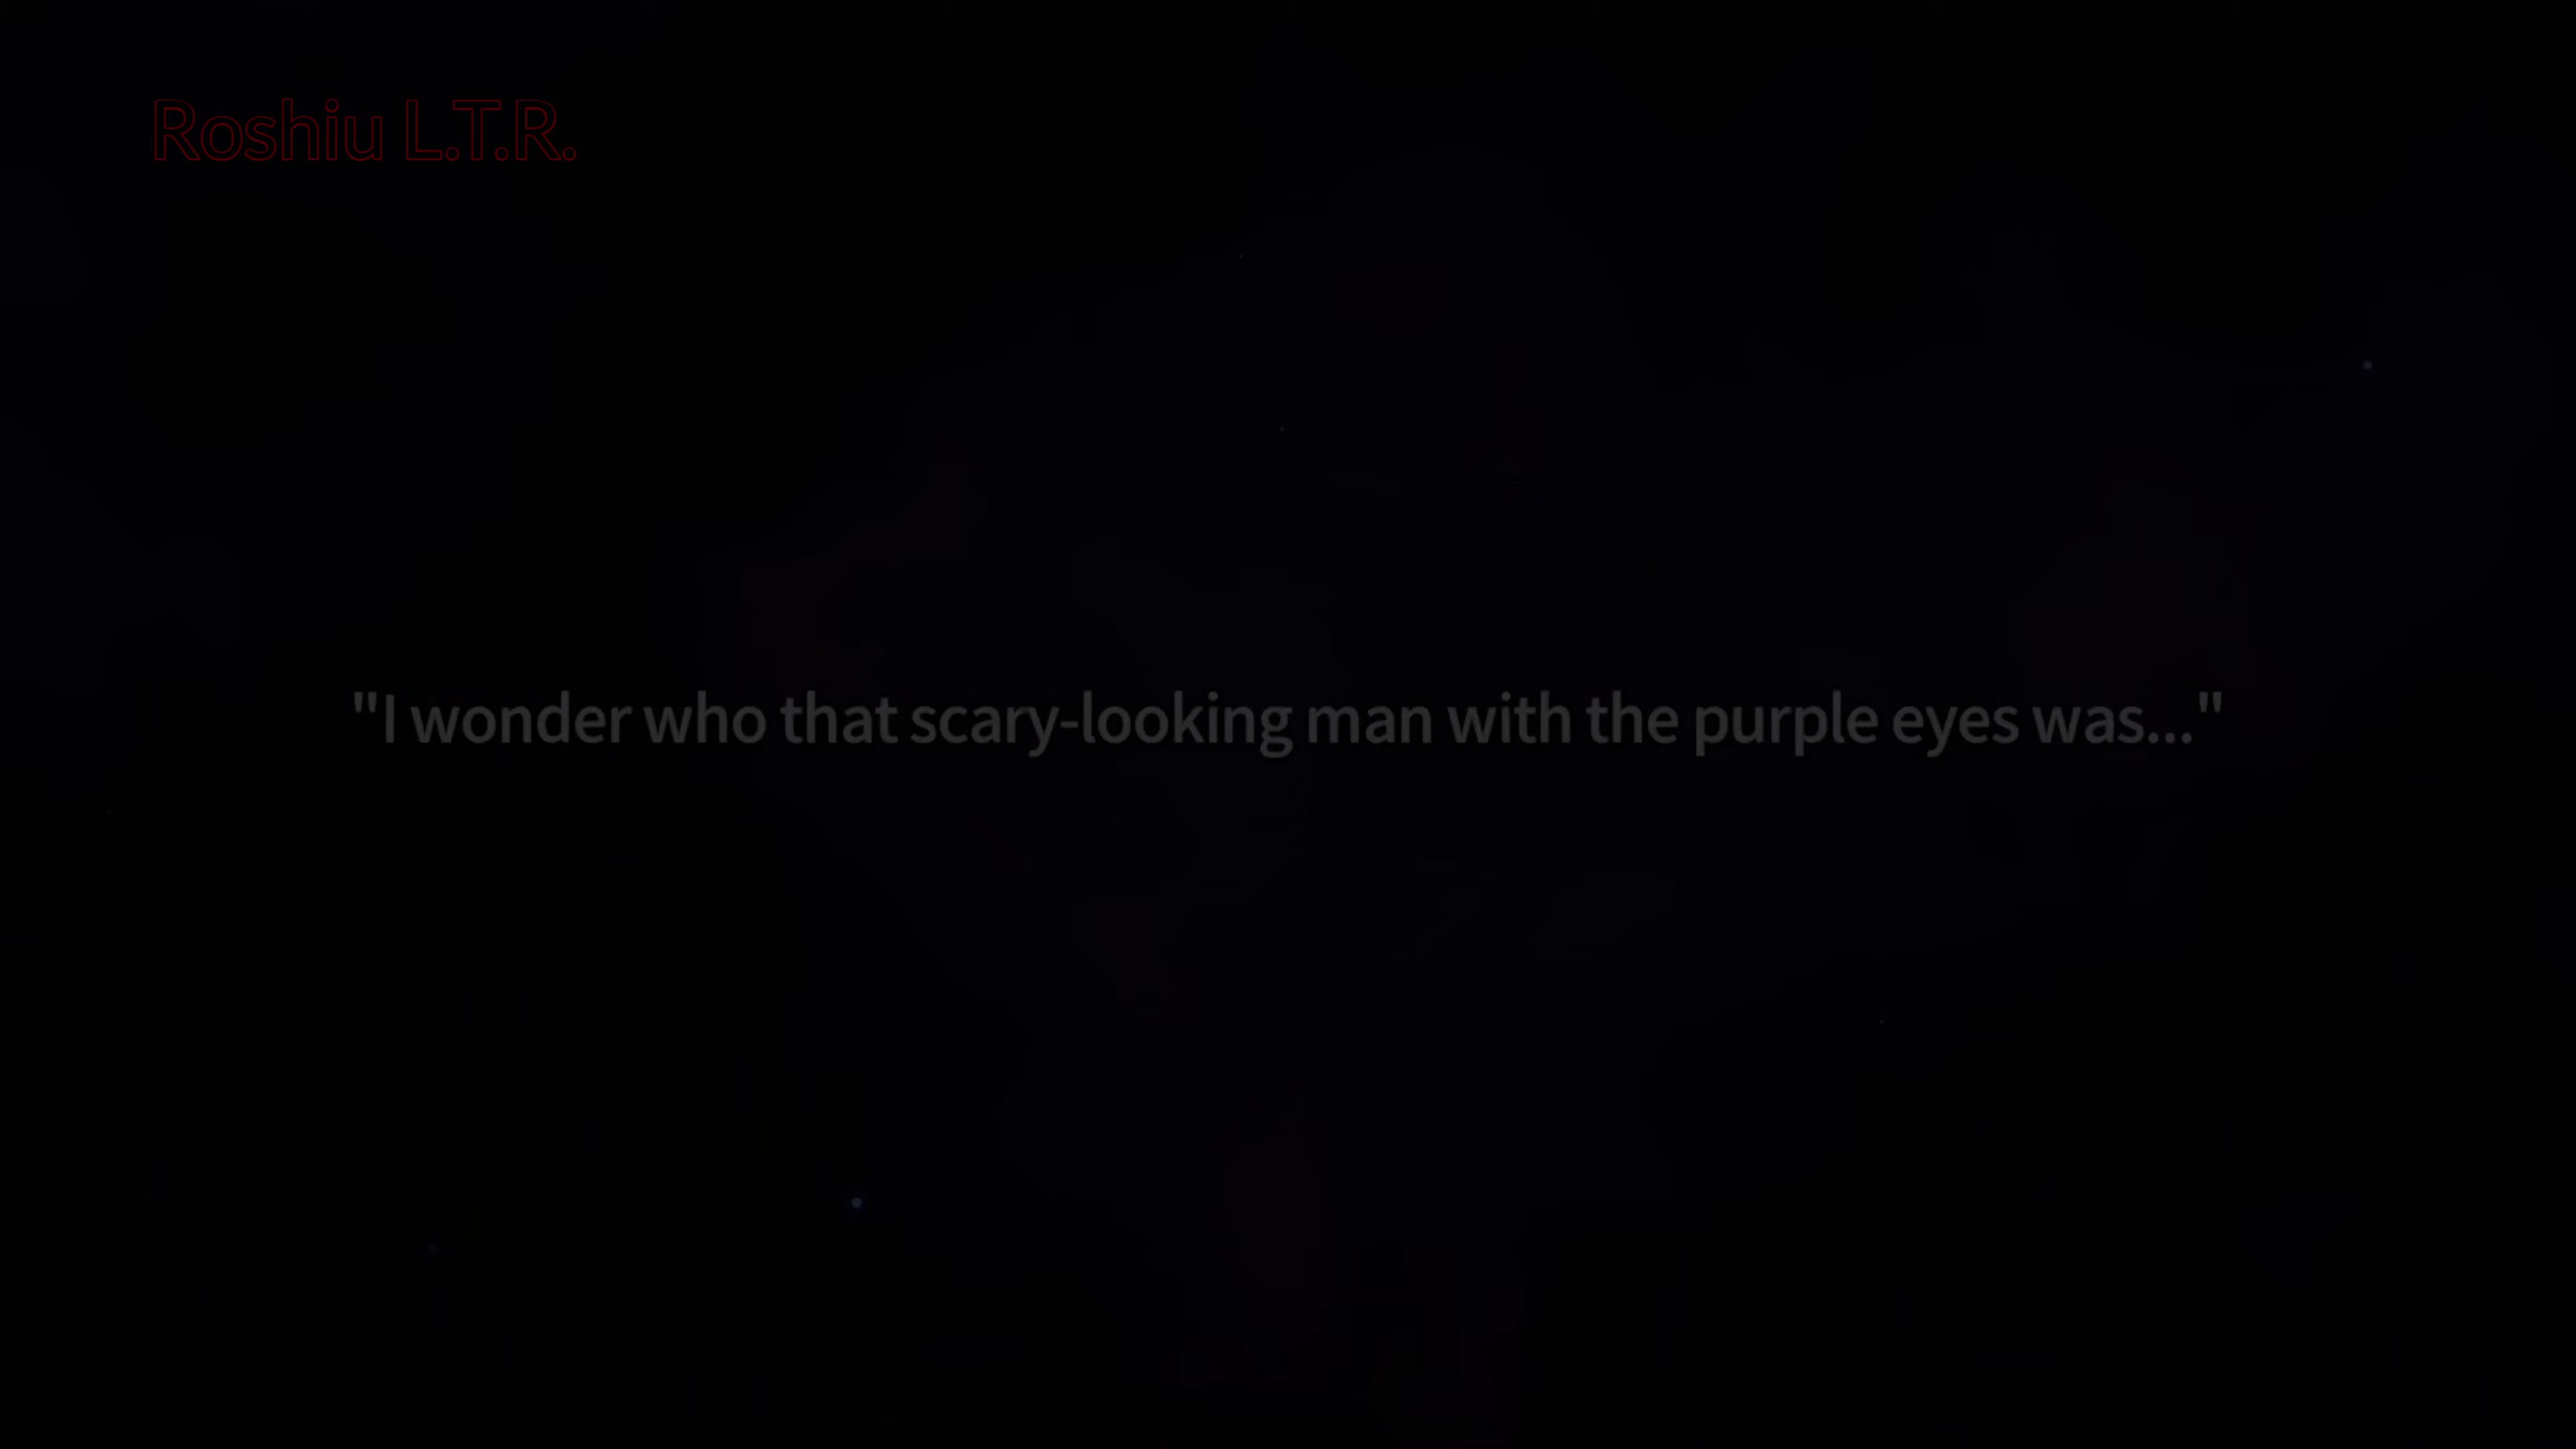 Roshiu L.T.R.
"I wonder who that scary-looking man with the purple eyes was..."